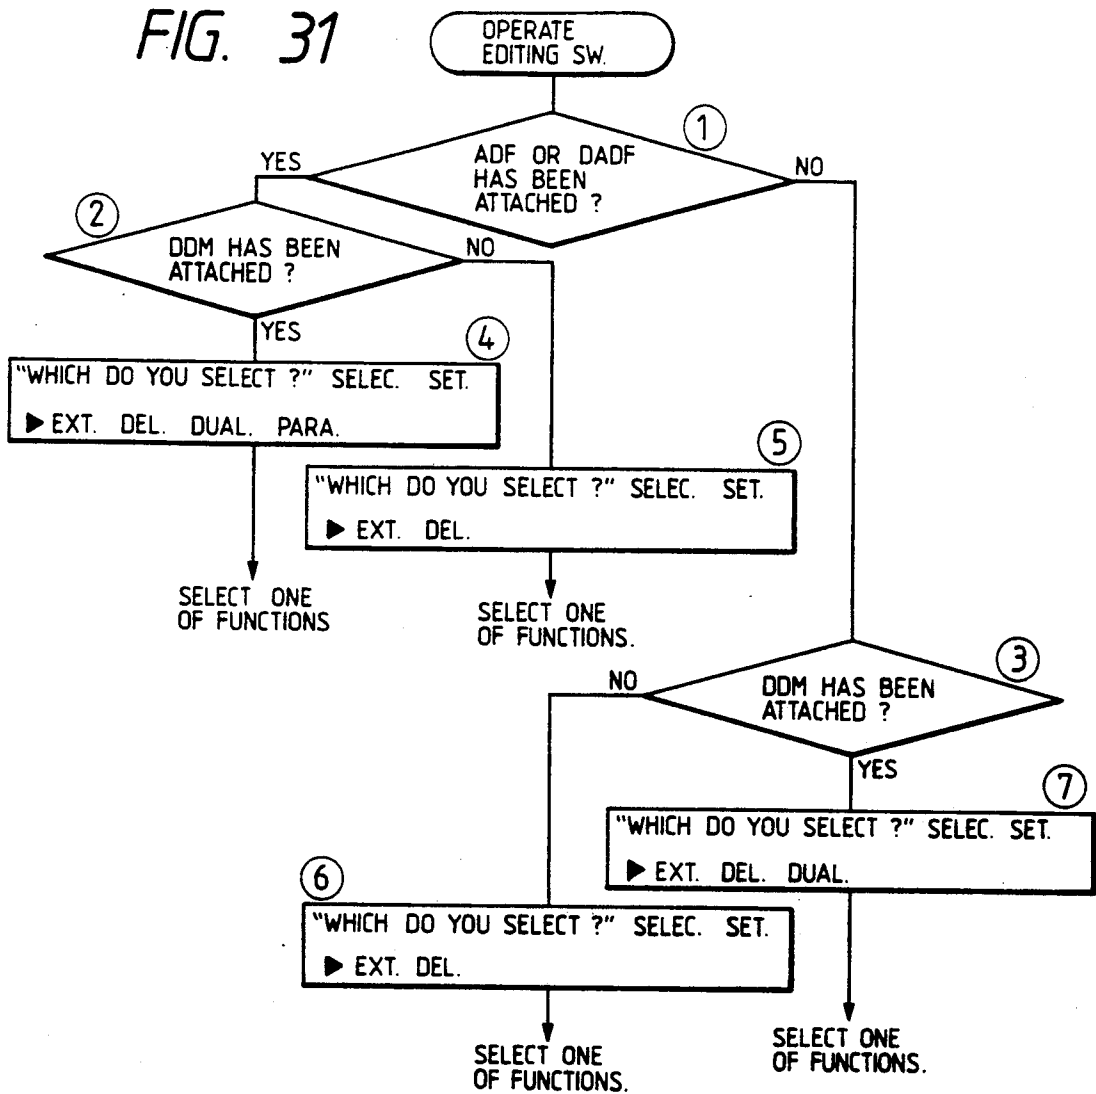 FIG. 31
OPERATE
EDITING SW.
1
ADF OR DADF
HAS BEEN
ATTACHED ?
YES
NO
2
DDM HAS BEEN
ATTACHED ?
NO
YES
4
"WHICH DO YOU SELECT ?" SELEC. SET.
▶ EXT. DEL. DUAL. PARA.
5
"WHICH DO YOU SELECT ?" SELEC. SET.
▶ EXT. DEL.
SELECT ONE
OF FUNCTIONS
SELECT ONE
OF FUNCTIONS.
3
DDM HAS BEEN
ATTACHED ?
NO
YES
7
"WHICH DO YOU SELECT ?" SELEC. SET.
▶ EXT. DEL. DUAL.
6
"WHICH DO YOU SELECT ?" SELEC. SET.
▶ EXT. DEL.
SELECT ONE
OF FUNCTIONS.
SELECT ONE
OF FUNCTIONS.